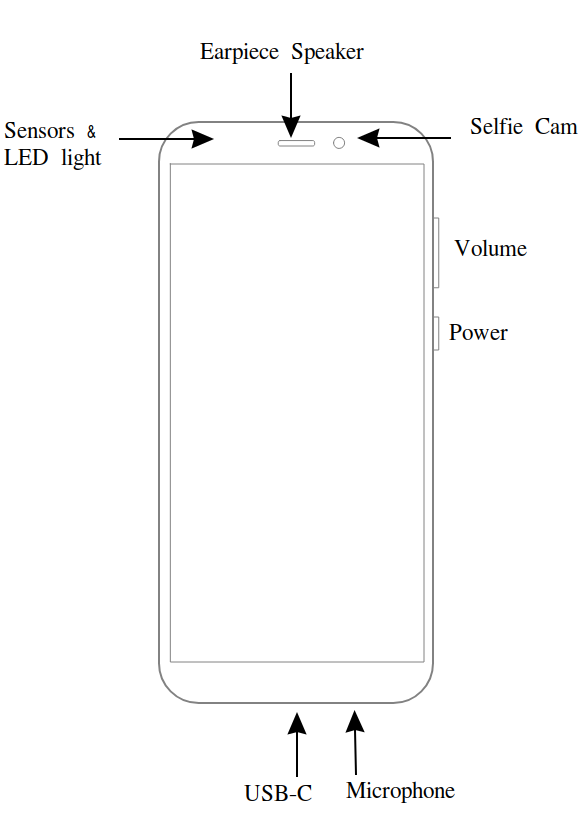 Earpiece Speaker
Sensors &
LED light
Selfie Cam
Volume
Power
USB-C
Microphone